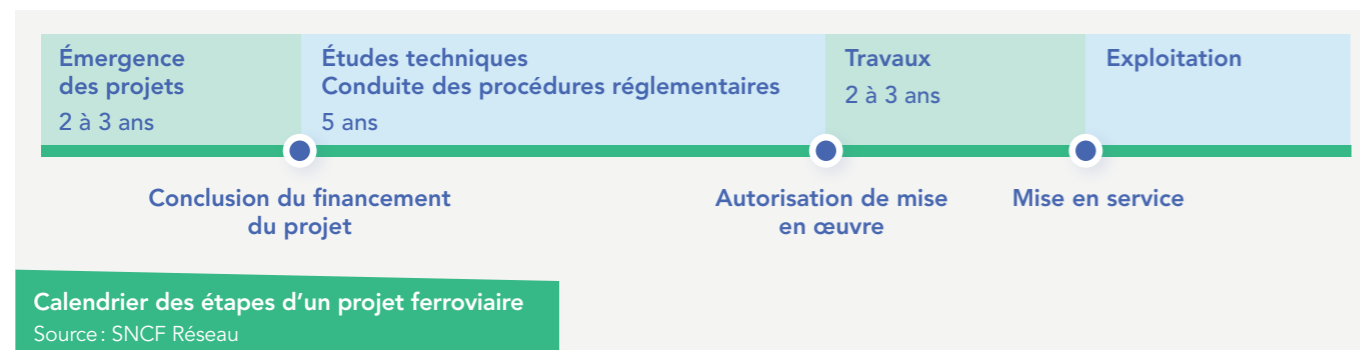 Émergence
des projets
2 à 3 ans
Études techniques
Conduite des procédures réglementaires
5 ans
Travaux
2 à 3 ans
Exploitation
Conclusion du financement
du projet
Autorisation de mise
en œuvre
Mise en service
Calendrier des étapes d’un projet ferroviaire
Source : SNCF Réseau